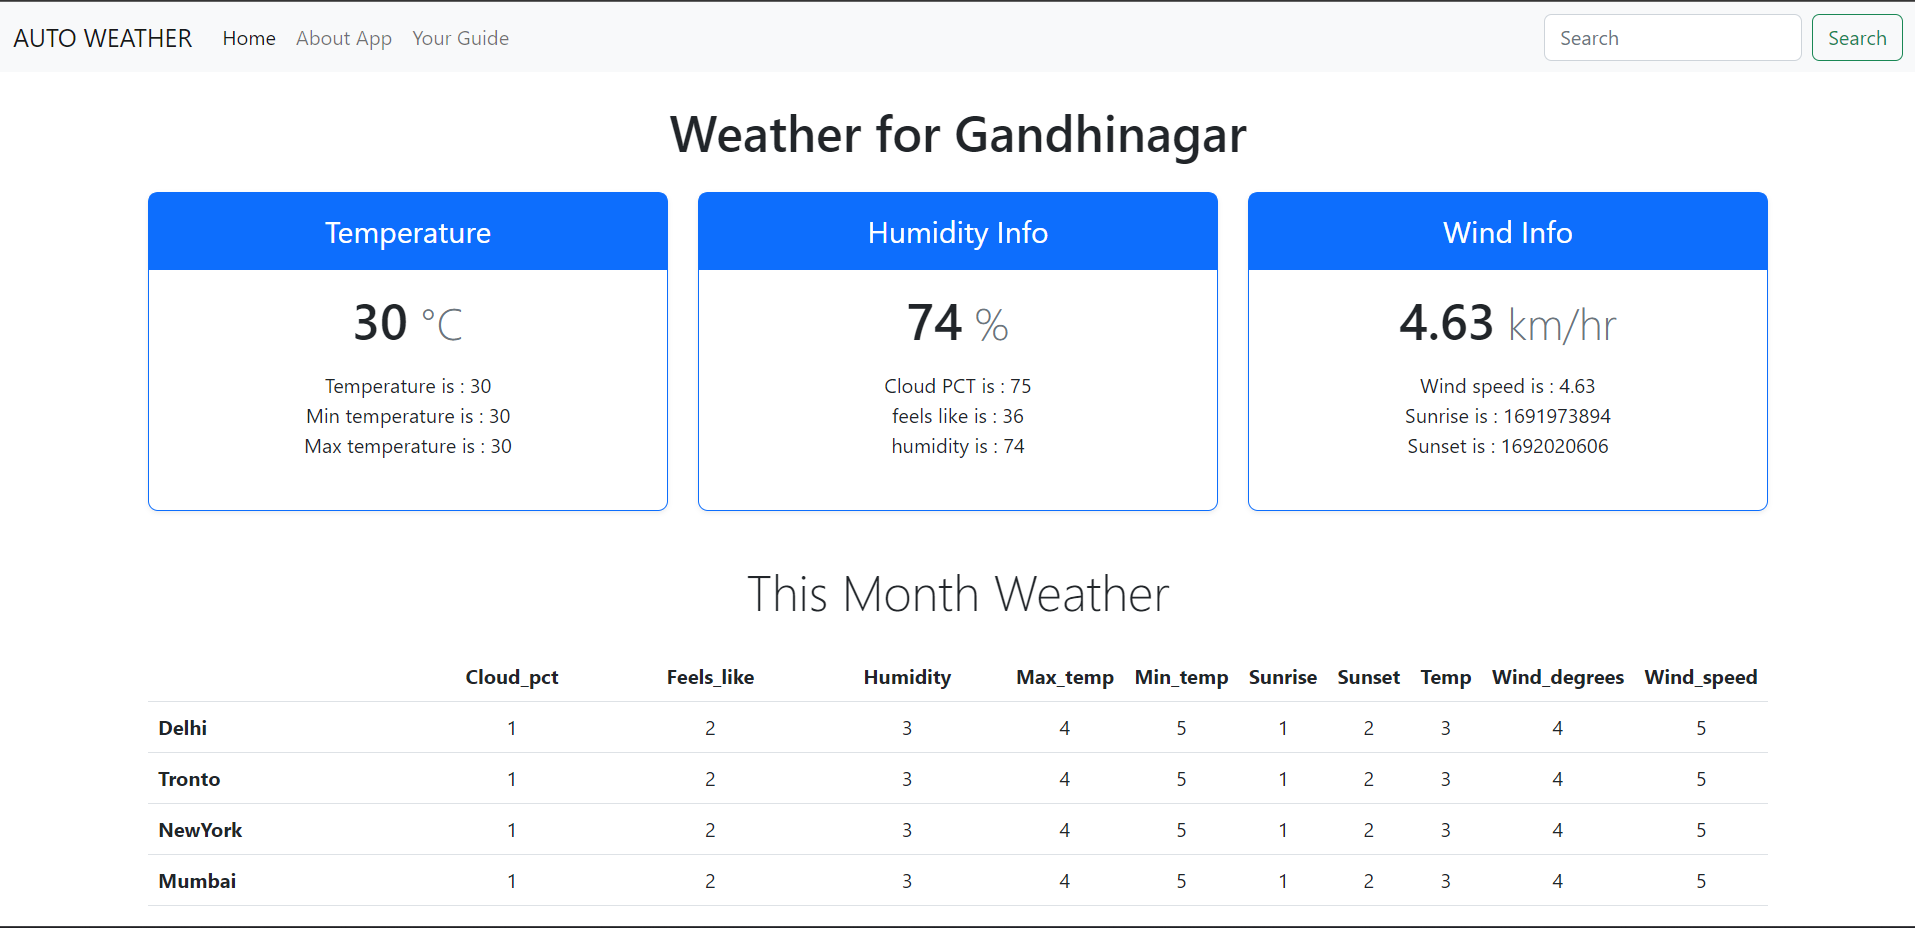 AUTO WEATHER Home About App Your Guide Search Search
Weather for Gandhinagar
Temperature
30 °C
Temperature is : 30
Min temperature is : 30
Max temperature is : 30
Humidity Info
74 %
Cloud PCT is : 75
feels like is : 36
humidity is : 74
Wind Info
4.63 km/hr
Wind speed is : 4.63
Sunrise is : 1691973894
Sunset is : 1692020606
This Month Weather
Cloud_pct Feels_like Humidity Max_temp Min_temp Sunrise Sunset Temp Wind_degrees Wind_speed
Delhi 1 2 3 4 5 1 2 3 4 5
Tronto 1 2 3 4 5 1 2 3 4 5
NewYork 1 2 3 4 5 1 2 3 4 5
Mumbai 1 2 3 4 5 1 2 3 4 5